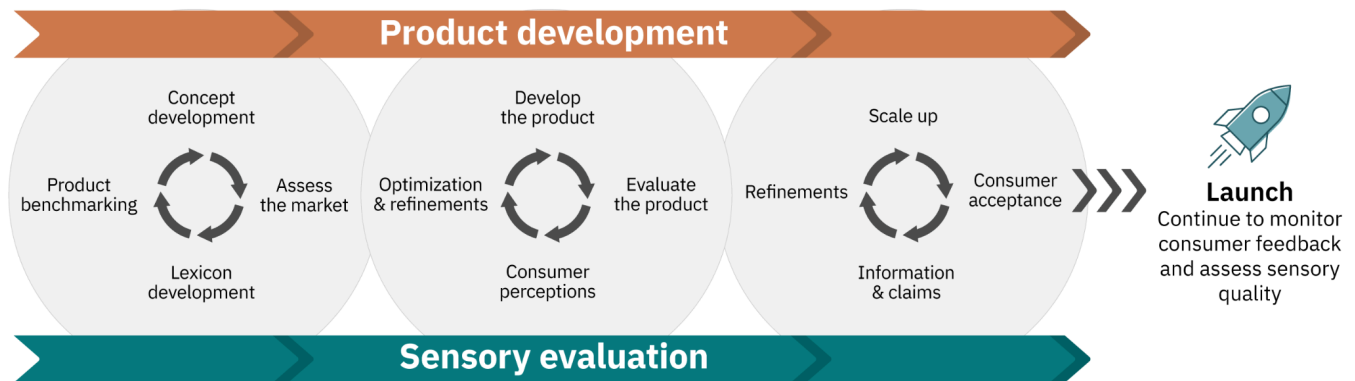 Product development
Concept
development
Product
benchmarking
Assess
the market
Lexicon
development
Develop
the product
Optimization
& refinements
Evaluate
the product
Consumer
perceptions
Scale up
Refinements
Consumer
acceptance
Information
& claims
Launch
Continue to monitor
consumer feedback
and assess sensory
quality
Sensory evaluation